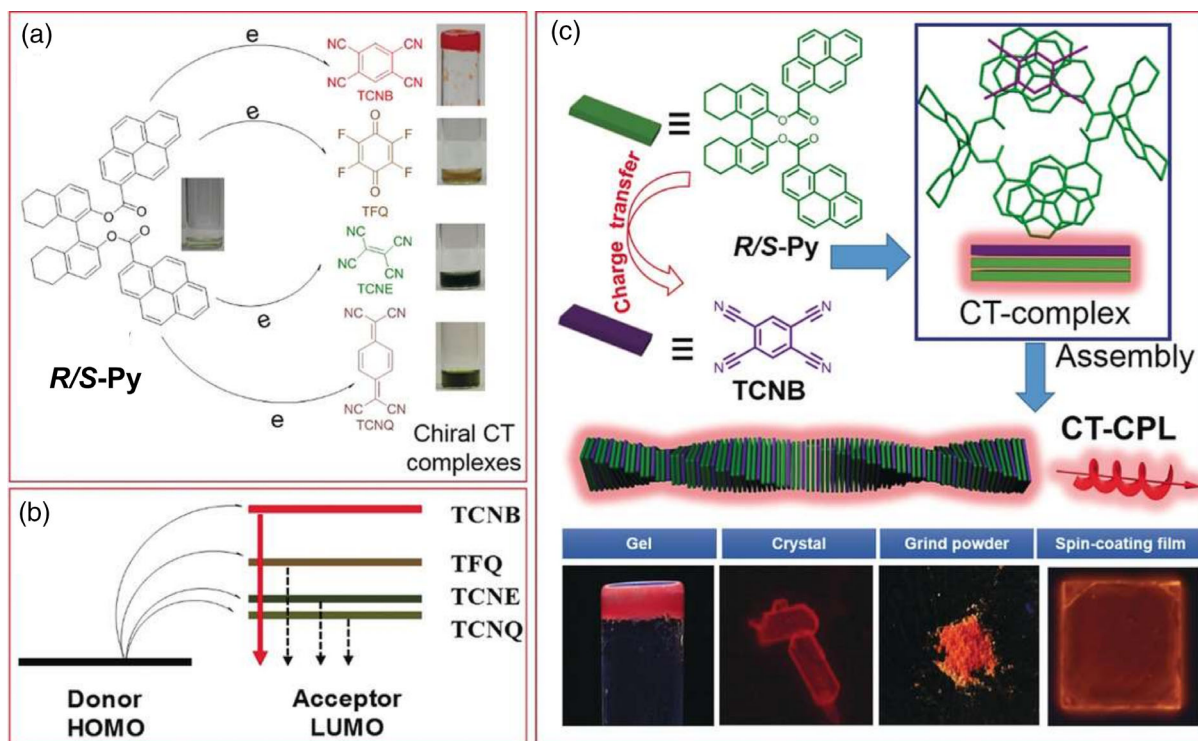 (a)
e
NC
CN
NC
CN
TCNB
e
O
F
F
F
F
O
TFQ
O
O
O
O
R/S-Py
CN
CN
NC
CN
TCNE
e
NC
CN
NC
CN
TCNQ
e
Chiral CT
complexes
(b)
TCNB
TFQ
TCNE
TCNQ
Donor
HOMO
Acceptor
LUMO
(c)
≡
O
O
O
O
R/S-Py
Charge transfer
≡
N
N
N
N
TCNB
CT-complex
Assembly
CT-CPL
Gel
Crystal
Grind powder
Spin-coating film